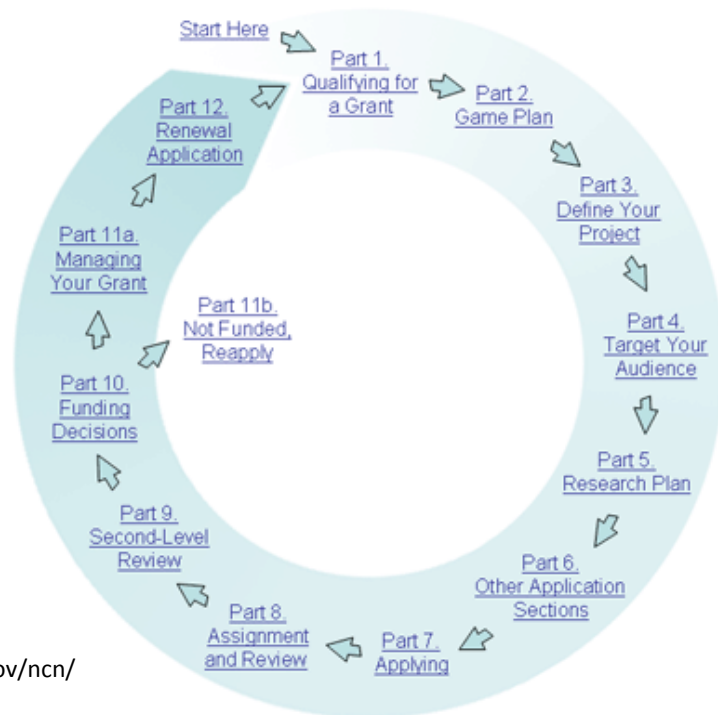 Start Here
Part 1.
Qualifying for
a Grant
Part 2.
Game Plan
Part 3.
Define Your
Project
Part 4.
Target Your
Audience
Part 5.
Research Plan
Part 6.
Other Application
Sections
Part 7.
Applying
Part 8.
Assignment
and Review
Part 9.
Second-Level
Review
Part 10.
Funding
Decisions
Part 11a.
Managing
Your Grant
Part 11b.
Not Funded,
Reapply
Part 12.
Renewal
Application
ov/ncn/